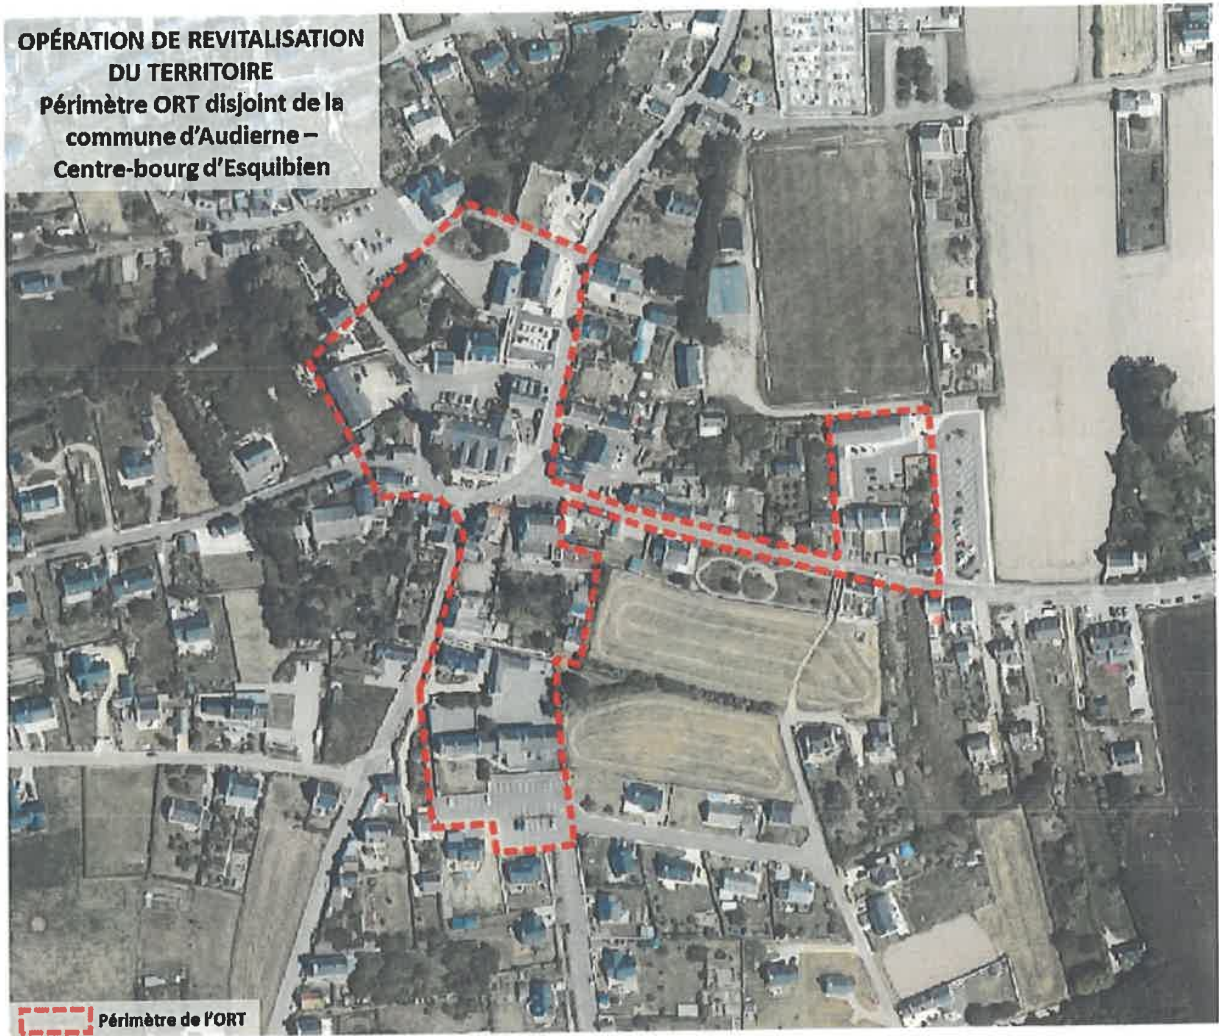 OPÉRATION DE REVITALISATION
DU TERRITOIRE
Périmètre ORT disjoint de la
commune d'Audierne –
Centre-bourg d'Esquibien
Périmètre de l'ORT